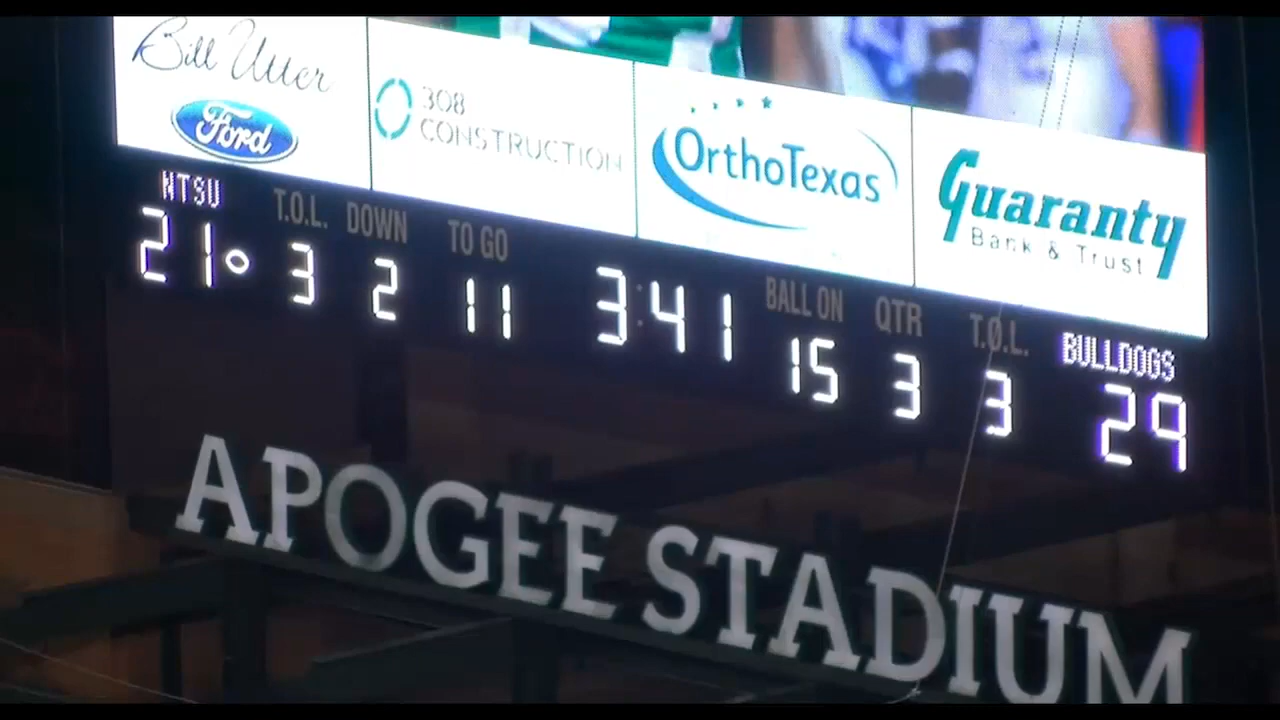 Bill Utter
Ford
308
CONSTRUCTION
OrthoTexas
Guaranty
Bank & Trust
NTSU T.O.L. DOWN TO GO BALL ON QTR T.O.L. BULLDOGS
21 3 2 11 3:41 15 3 3 29
APOGEE STADIUM